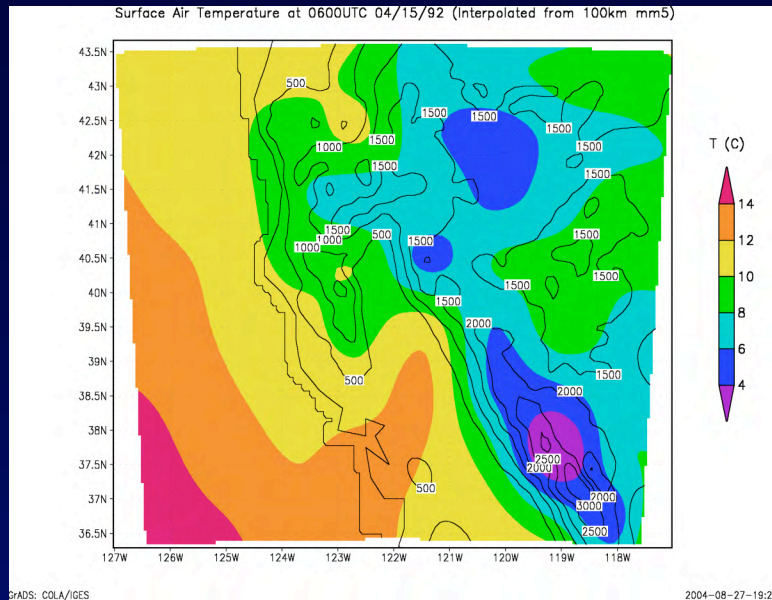 Surface Air Temperature at 0600UTC 04/15/92 (Interpolated from 100km mm5)
43.5N
43N
42.5N
42N
41.5N
41N
40.5N
40N
39.5N
39N
38.5N
38N
37.5N
37N
36.5N
127W 126W 125W 124W 123W 122W 121W 120W 119W 118W
500
1500
1500
1500
1500
1000
1500
1500
1500
1500
1500
1000
1000
500
1500
1500
1500
1500
1500
2000
1500
500
2000
2500
2000
500
2000
3000
2500
T (C)
14
12
10
8
6
4
GrADS: COLA/IGES
2004-08-27-19:2